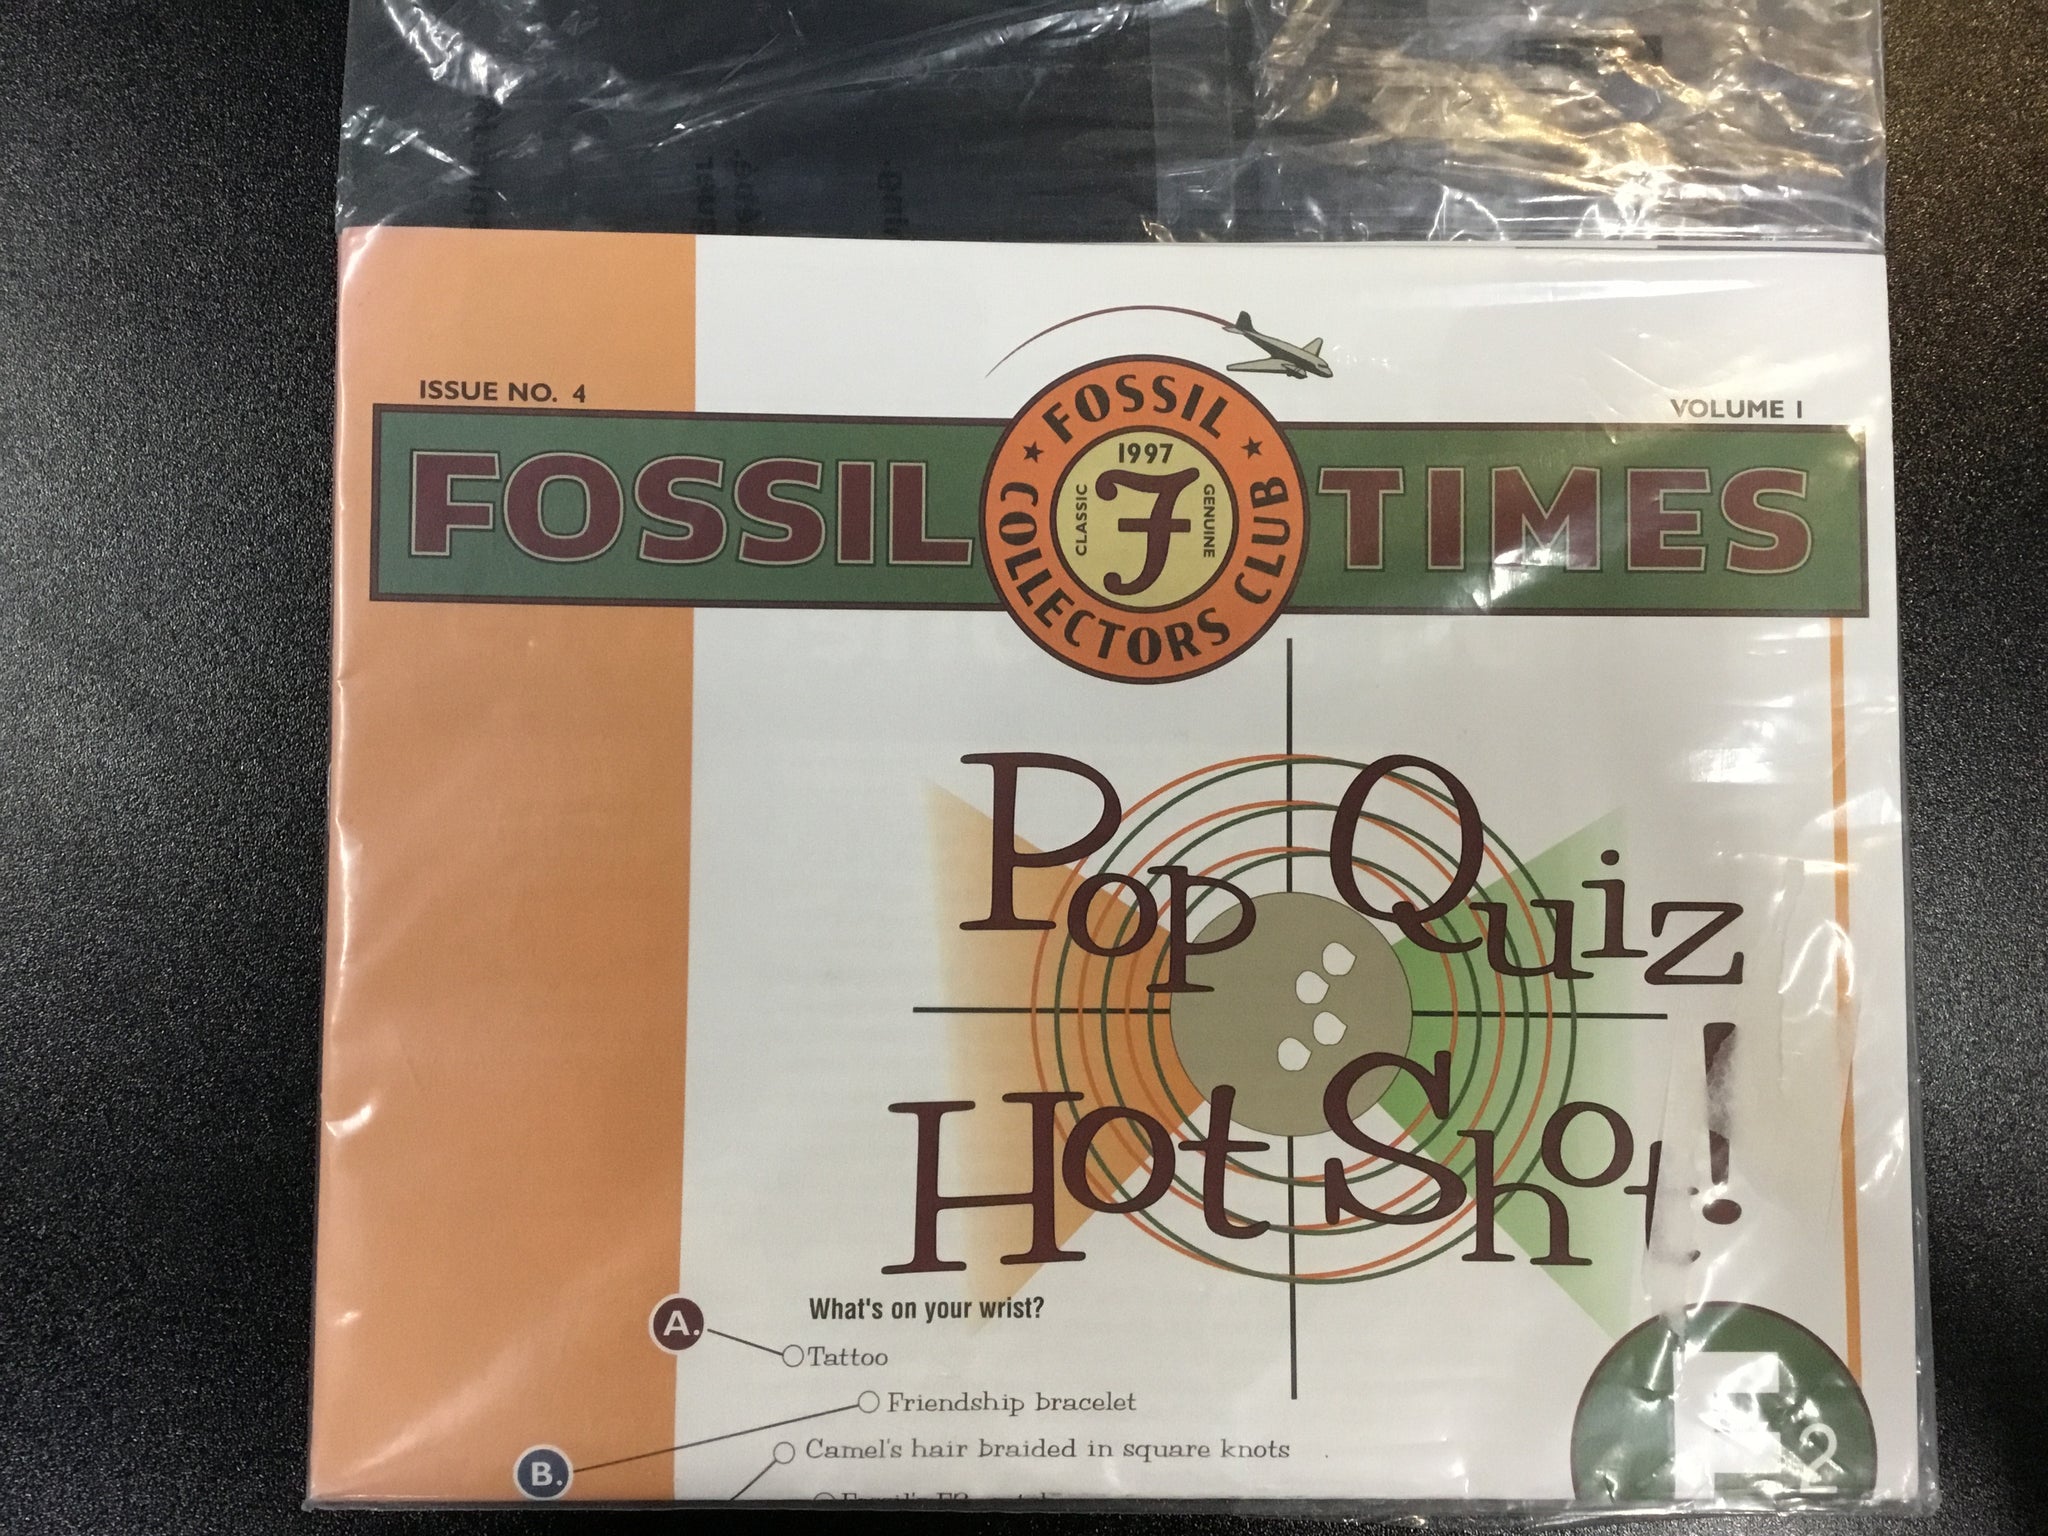 ISSUE NO. 4
VOLUME I
FOSSIL TIMES
FOSSIL COLLECTORS CLUB
1997
CLASSIC
F
GENUINE
Pop Quiz
Hot Shot!
What's on your wrist?
A.
Tattoo
Friendship bracelet
B.
Camel's hair braided in square knots
2